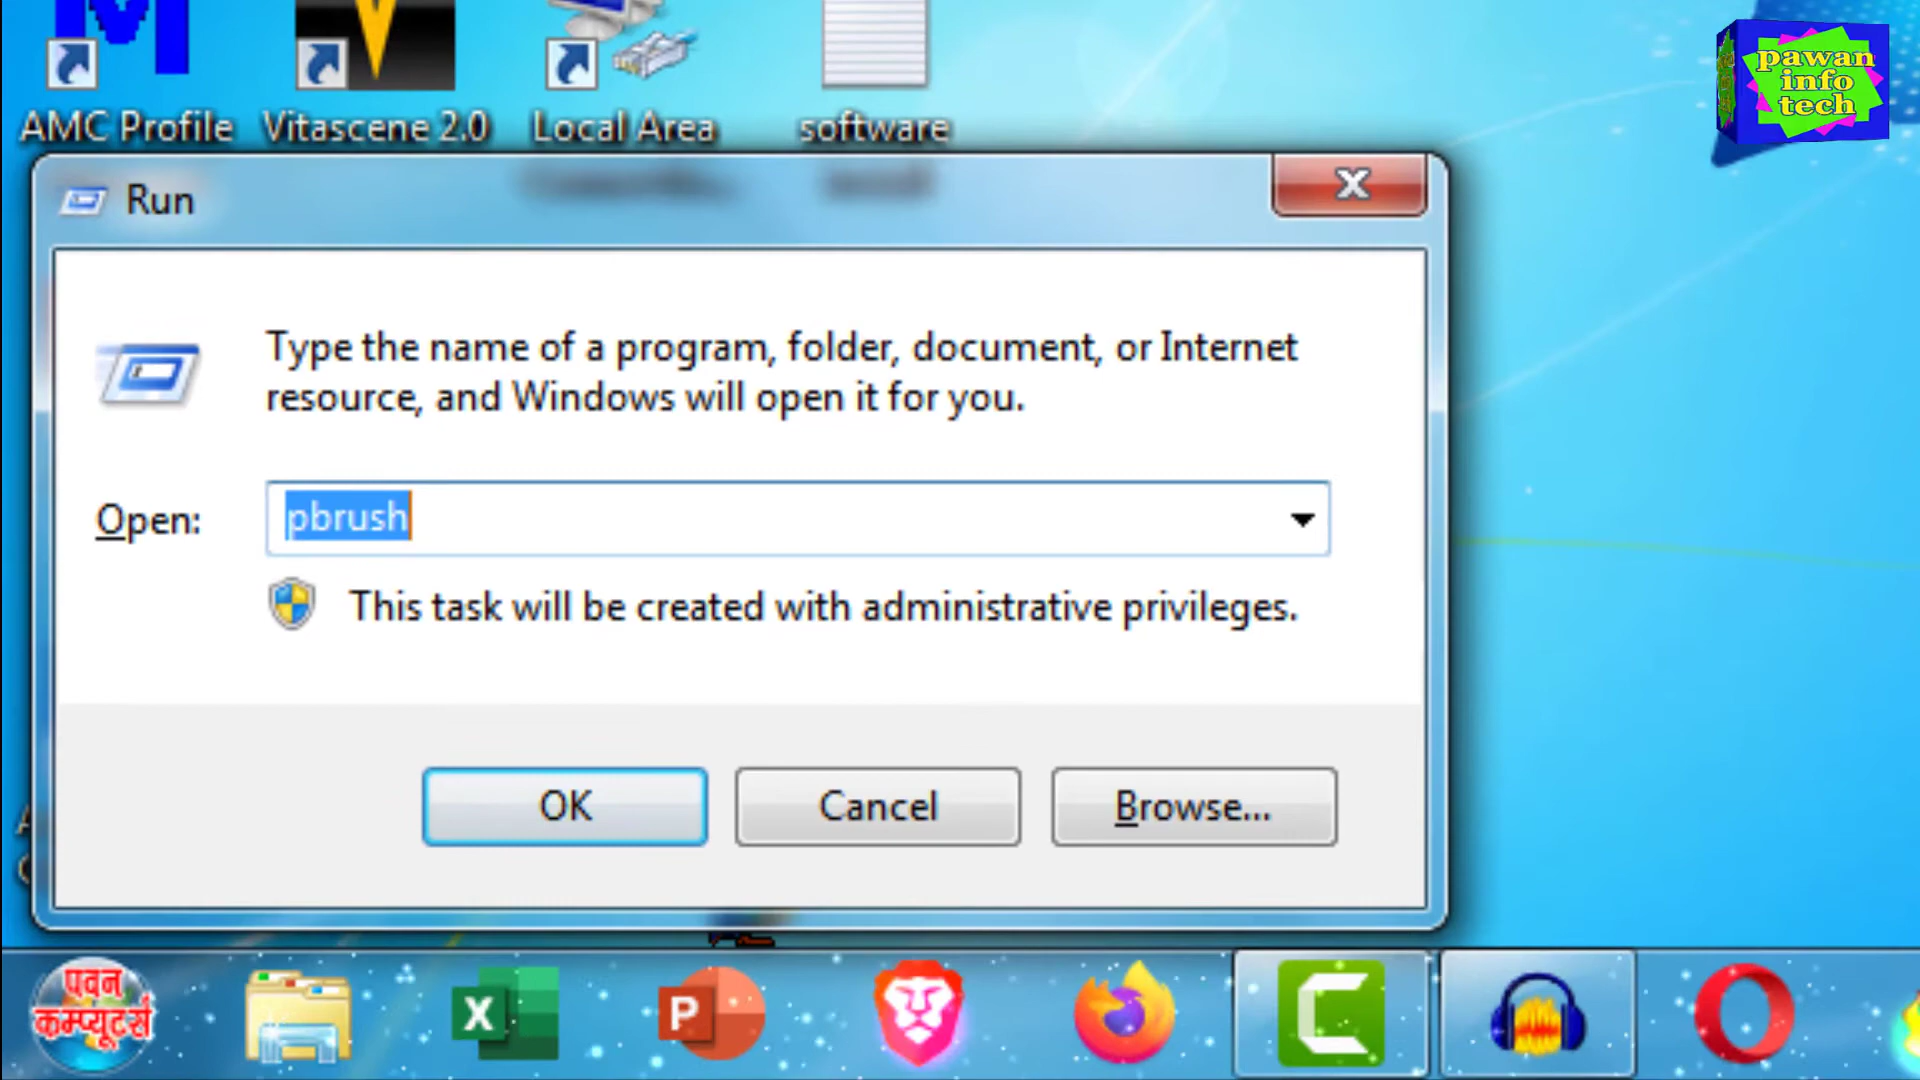 AMC Profile
Vitascene 2.0
Local Area
software
pawan
info
tech
Run
Type the name of a program, folder, document, or Internet
resource, and Windows will open it for you.
Open:
pbrush
This task will be created with administrative privileges.
OK
Cancel
Browse...
पवन
कम्प्यूटर्स
X
P